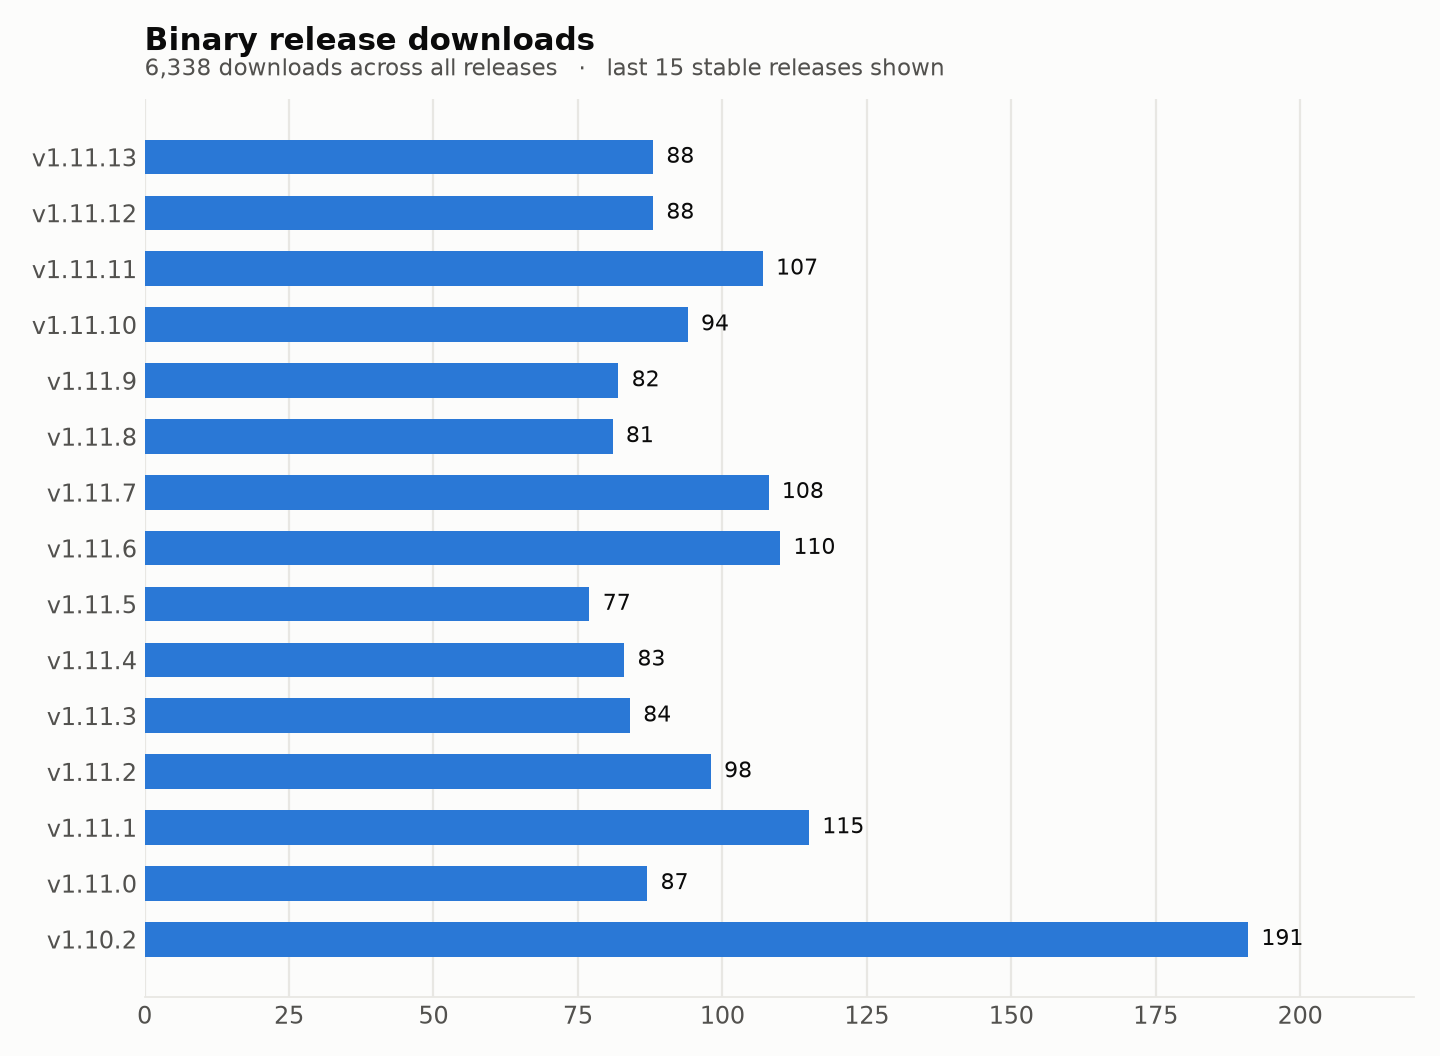 Binary release downloads
6,338 downloads across all releases · last 15 stable releases shown
v1.11.13 88
v1.11.12 88
v1.11.11 107
v1.11.10 94
v1.11.9 82
v1.11.8 81
v1.11.7 108
v1.11.6 110
v1.11.5 77
v1.11.4 83
v1.11.3 84
v1.11.2 98
v1.11.1 115
v1.11.0 87
v1.10.2 191
0 25 50 75 100 125 150 175 200